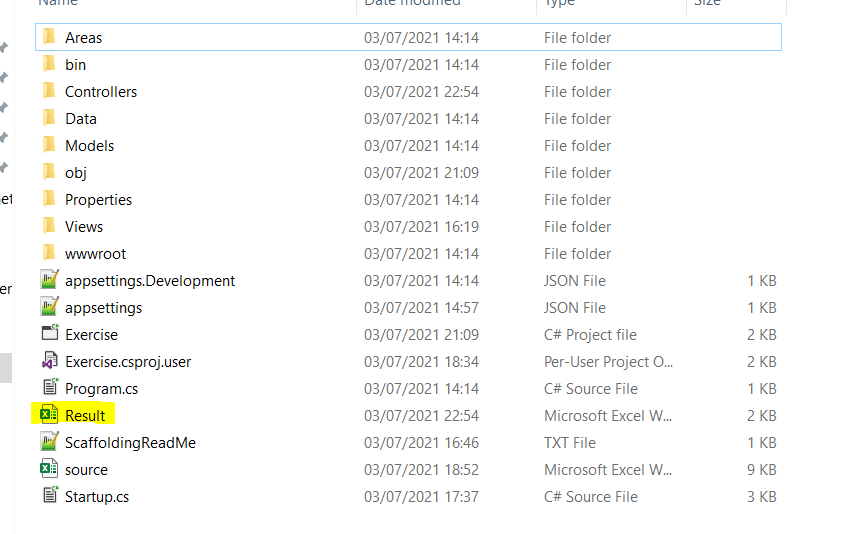 Name Date modified Type Size
Areas 03/07/2021 14:14 File folder
bin 03/07/2021 14:14 File folder
Controllers 03/07/2021 22:54 File folder
Data 03/07/2021 14:14 File folder
Models 03/07/2021 14:14 File folder
obj 03/07/2021 21:09 File folder
Properties 03/07/2021 14:14 File folder
Views 03/07/2021 16:19 File folder
wwwroot 03/07/2021 14:14 File folder
appsettings.Development 03/07/2021 14:14 JSON File 1 KB
appsettings 03/07/2021 14:57 JSON File 1 KB
Exercise 03/07/2021 21:09 C# Project file 2 KB
Exercise.csproj.user 03/07/2021 18:34 Per-User Project O... 2 KB
Program.cs 03/07/2021 14:14 C# Source File 1 KB
Result 03/07/2021 22:54 Microsoft Excel W... 2 KB
ScaffoldingReadMe 03/07/2021 16:46 TXT File 1 KB
source 03/07/2021 18:52 Microsoft Excel W... 9 KB
Startup.cs 03/07/2021 17:37 C# Source File 3 KB